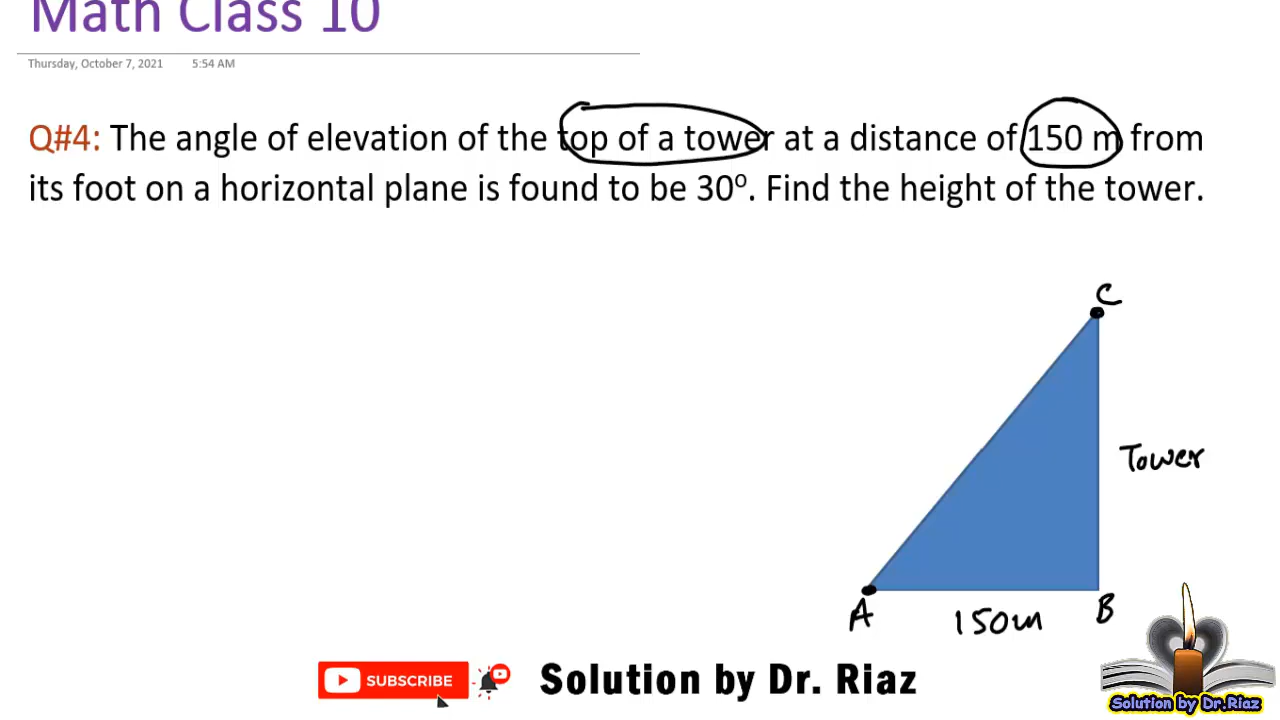 Math Class 10
Thursday, October 7, 2021 5:54 AM
Q#4: The angle of elevation of the top of a tower at a distance of 150 m from
its foot on a horizontal plane is found to be 30°. Find the height of the tower.
C
Tower
A
150m
B
SUBSCRIBE
Solution by Dr. Riaz
Solution by Dr.Riaz